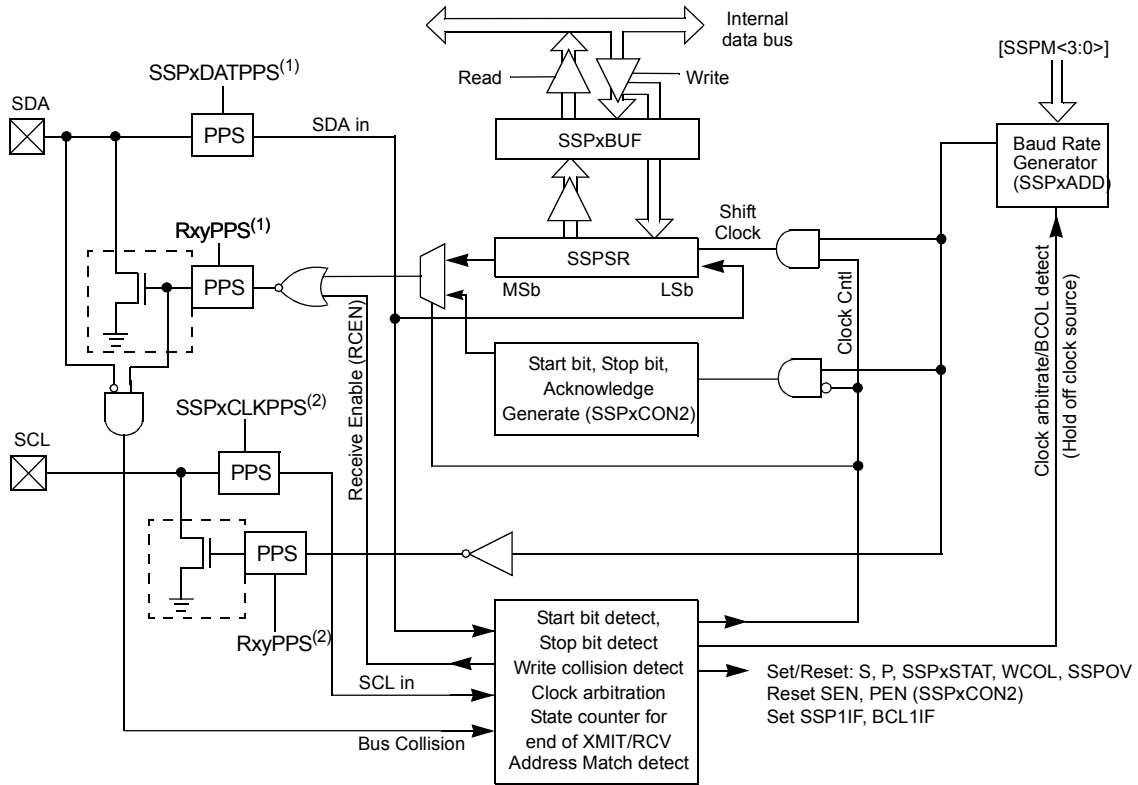 Internal
data bus
[SSPM<3:0>]
SSPxDATPPS(1)
Read
Write
SDA
PPS
SDA in
SSPxBUF
Baud Rate
Generator
(SSPxADD)
RxyPPS(1)
Shift
Clock
PPS
SSPSR
MSb
LSb
Receive Enable (RCEN)
Clock Cntl
Clock arbitrate/BCOL detect
(Hold off clock source)
Start bit, Stop bit,
Acknowledge
Generate (SSPxCON2)
SSPxCLKPPS(2)
SCL
PPS
PPS
RxyPPS(2)
Start bit detect,
Stop bit detect
Write collision detect
Clock arbitration
State counter for
end of XMIT/RCV
Address Match detect
SCL in
Bus Collision
Set/Reset: S, P, SSPxSTAT, WCOL, SSPOV
Reset SEN, PEN (SSPxCON2)
Set SSP1IF, BCL1IF